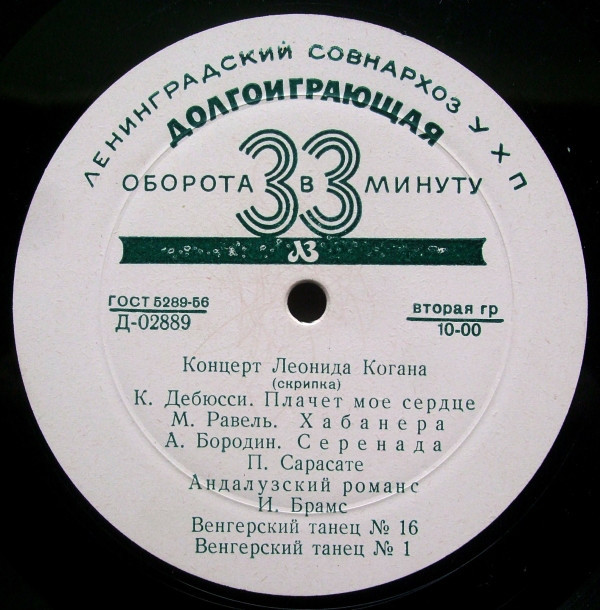 ЛЕНИНГРАДСКИЙ СОВНАРХОЗ УХП
ДОЛГОИГРАЮЩАЯ
ОБОРОТА 33 В МИНУТУ
ЛЗ
ГОСТ 5289-56
Д-02889
вторая гр
10-00
Концерт Леонида Когана
(скрипка)
К. Дебюсси. Плачет мое сердце
М. Равель. Хабанера
А. Бородин. Серенада
П. Сарасате
Андалузский романс
И. Брамс
Венгерский танец № 16
Венгерский танец № 1